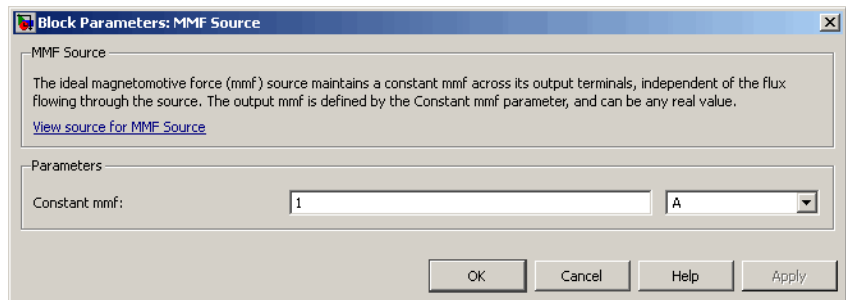 Block Parameters: MMF Source
MMF Source
The ideal magnetomotive force (mmf) source maintains a constant mmf across its output terminals, independent of the flux
flowing through the source. The output mmf is defined by the Constant mmf parameter, and can be any real value.
View source for MMF Source
Parameters
Constant mmf: 1 A
OK Cancel Help Apply